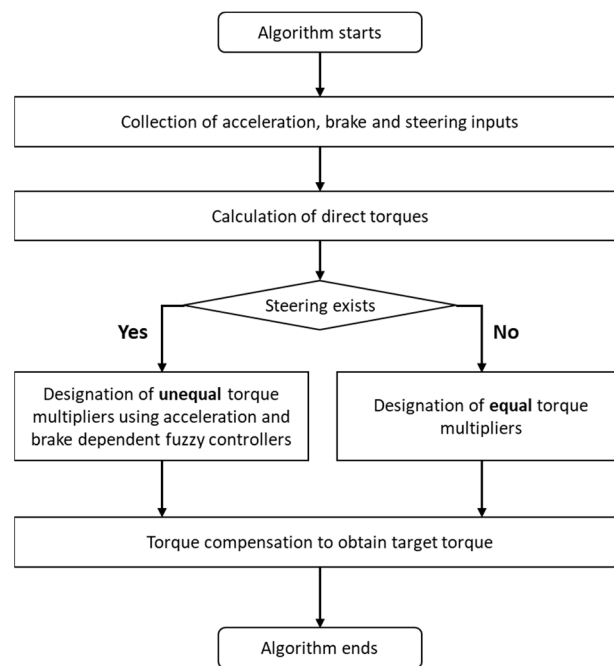 Algorithm starts
Collection of acceleration, brake and steering inputs
Calculation of direct torques
Steering exists
Yes
No
Designation of unequal torque
multipliers using acceleration and
brake dependent fuzzy controllers
Designation of equal torque
multipliers
Torque compensation to obtain target torque
Algorithm ends